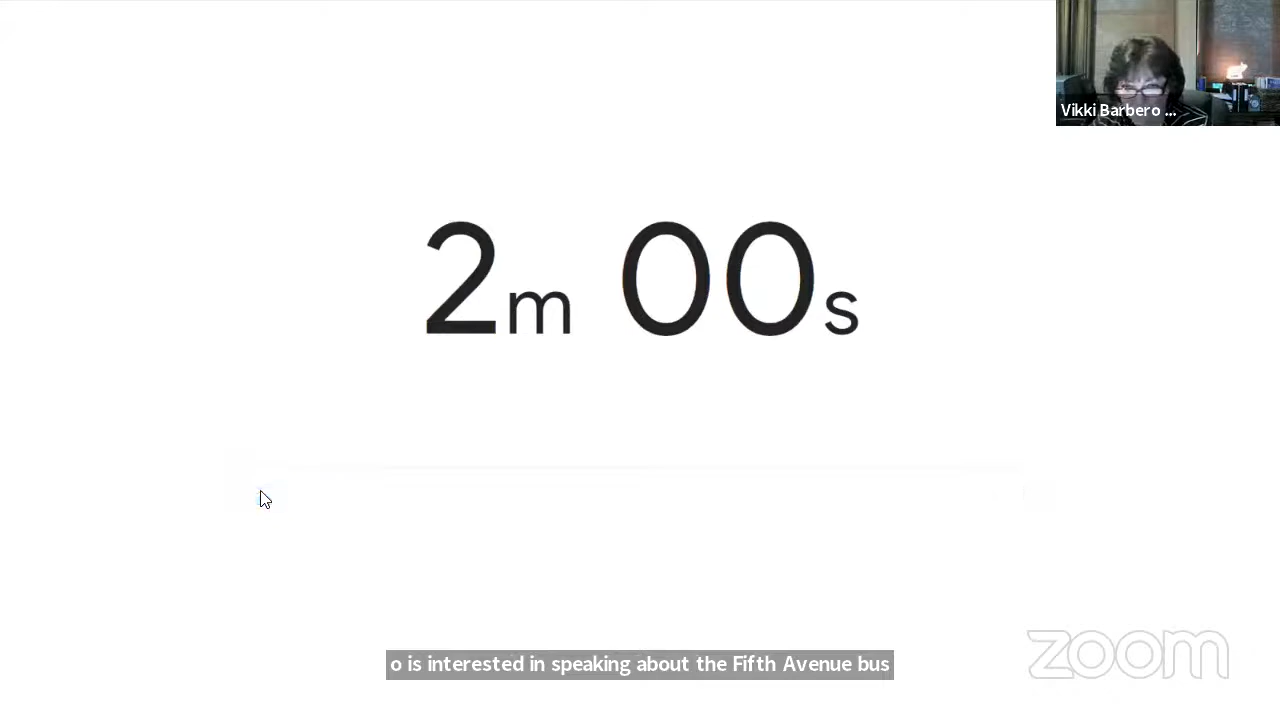 Vikki Barbero ...
2m 00s
o is interested in speaking about the Fifth Avenue bus
zoom